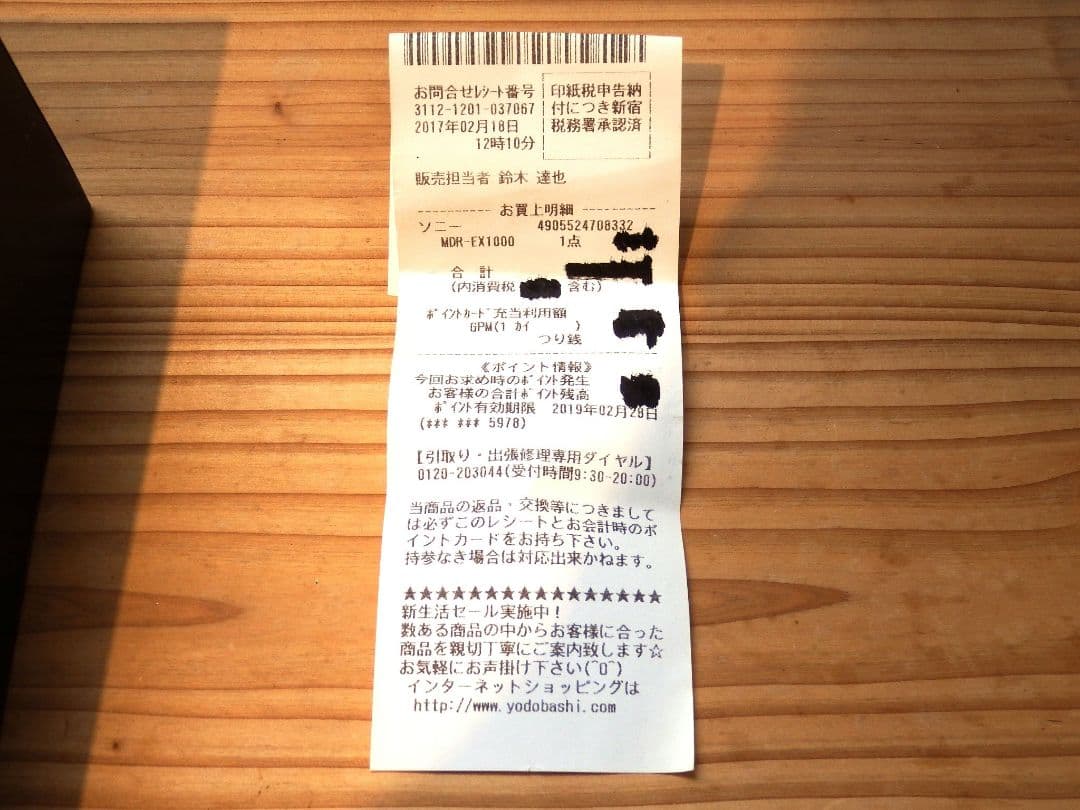 お問合せレシート番号
3112-1201-037067
2017年02月18日
12時10分
印紙税申告納
付につき新宿
税務署承認済
販売担当者 鈴木 達也
---------- お買上明細 ----------
ソニー 4905524708332
MDR-EX1000 1点
合 計
(内消費税 含む)
ポイントカード充当利用額
GPM(1 カイ )
つり銭
《ポイント情報》
今回お求め時のポイント発生
お客様の合計ポイント残高
ポイント有効期限 2019年02月28日
(*** *** 5978)
【引取り・出張修理専用ダイヤル】
0120-203044(受付時間9:30-20:00)
当商品の返品・交換等につきまして
は必ずこのレシートとお会計時のポ
イントカードをお持ち下さい。
持参なき場合は対応出来かねます。
★★★★★★★★★★★★★★★★
新生活セール実施中!
数ある商品の中からお客様に合った
商品を親切丁寧にご案内致します☆
お気軽にお声掛け下さい(^0^)
インターネットショッピングは
http://www.yodobashi.com